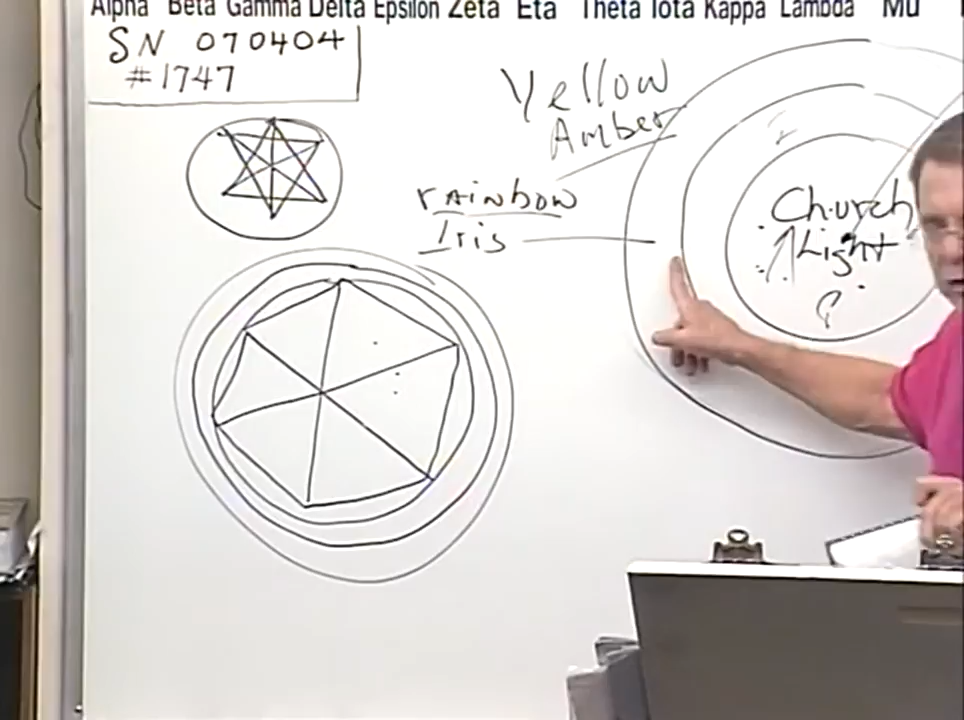 Alpha Beta Gamma Delta Epsilon Zeta Eta Theta Iota Kappa Lambda Mu
SN 070404
#1747
Yellow
Amber
rainbow
Iris
Church
Light
?